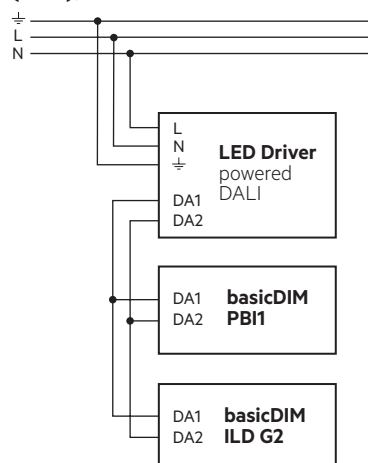 L
N
L
N
LED Driver
powered
DALI
DA1
DA2
DA1 basicDIM
DA2 PBI1
DA1 basicDIM
DA2 ILD G2